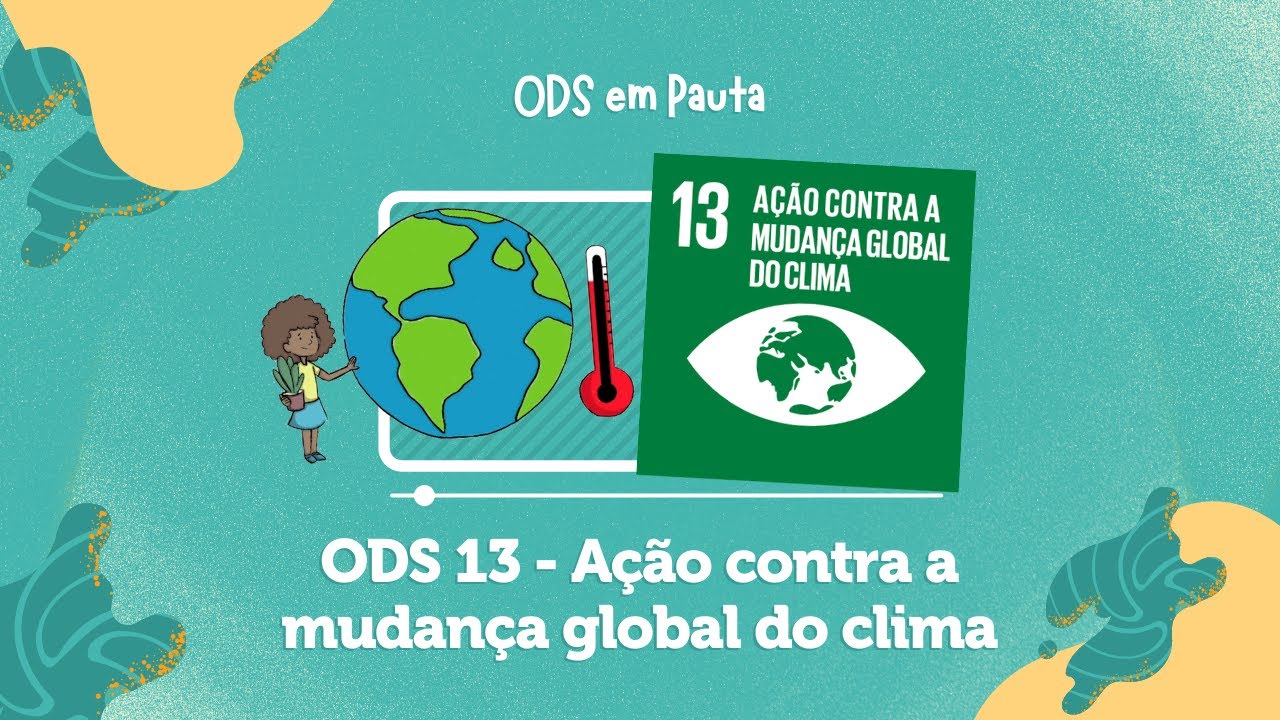 ODS em Pauta
13 AÇÃO CONTRA A
MUDANÇA GLOBAL
DO CLIMA
ODS 13 - Ação contra a
mudança global do clima